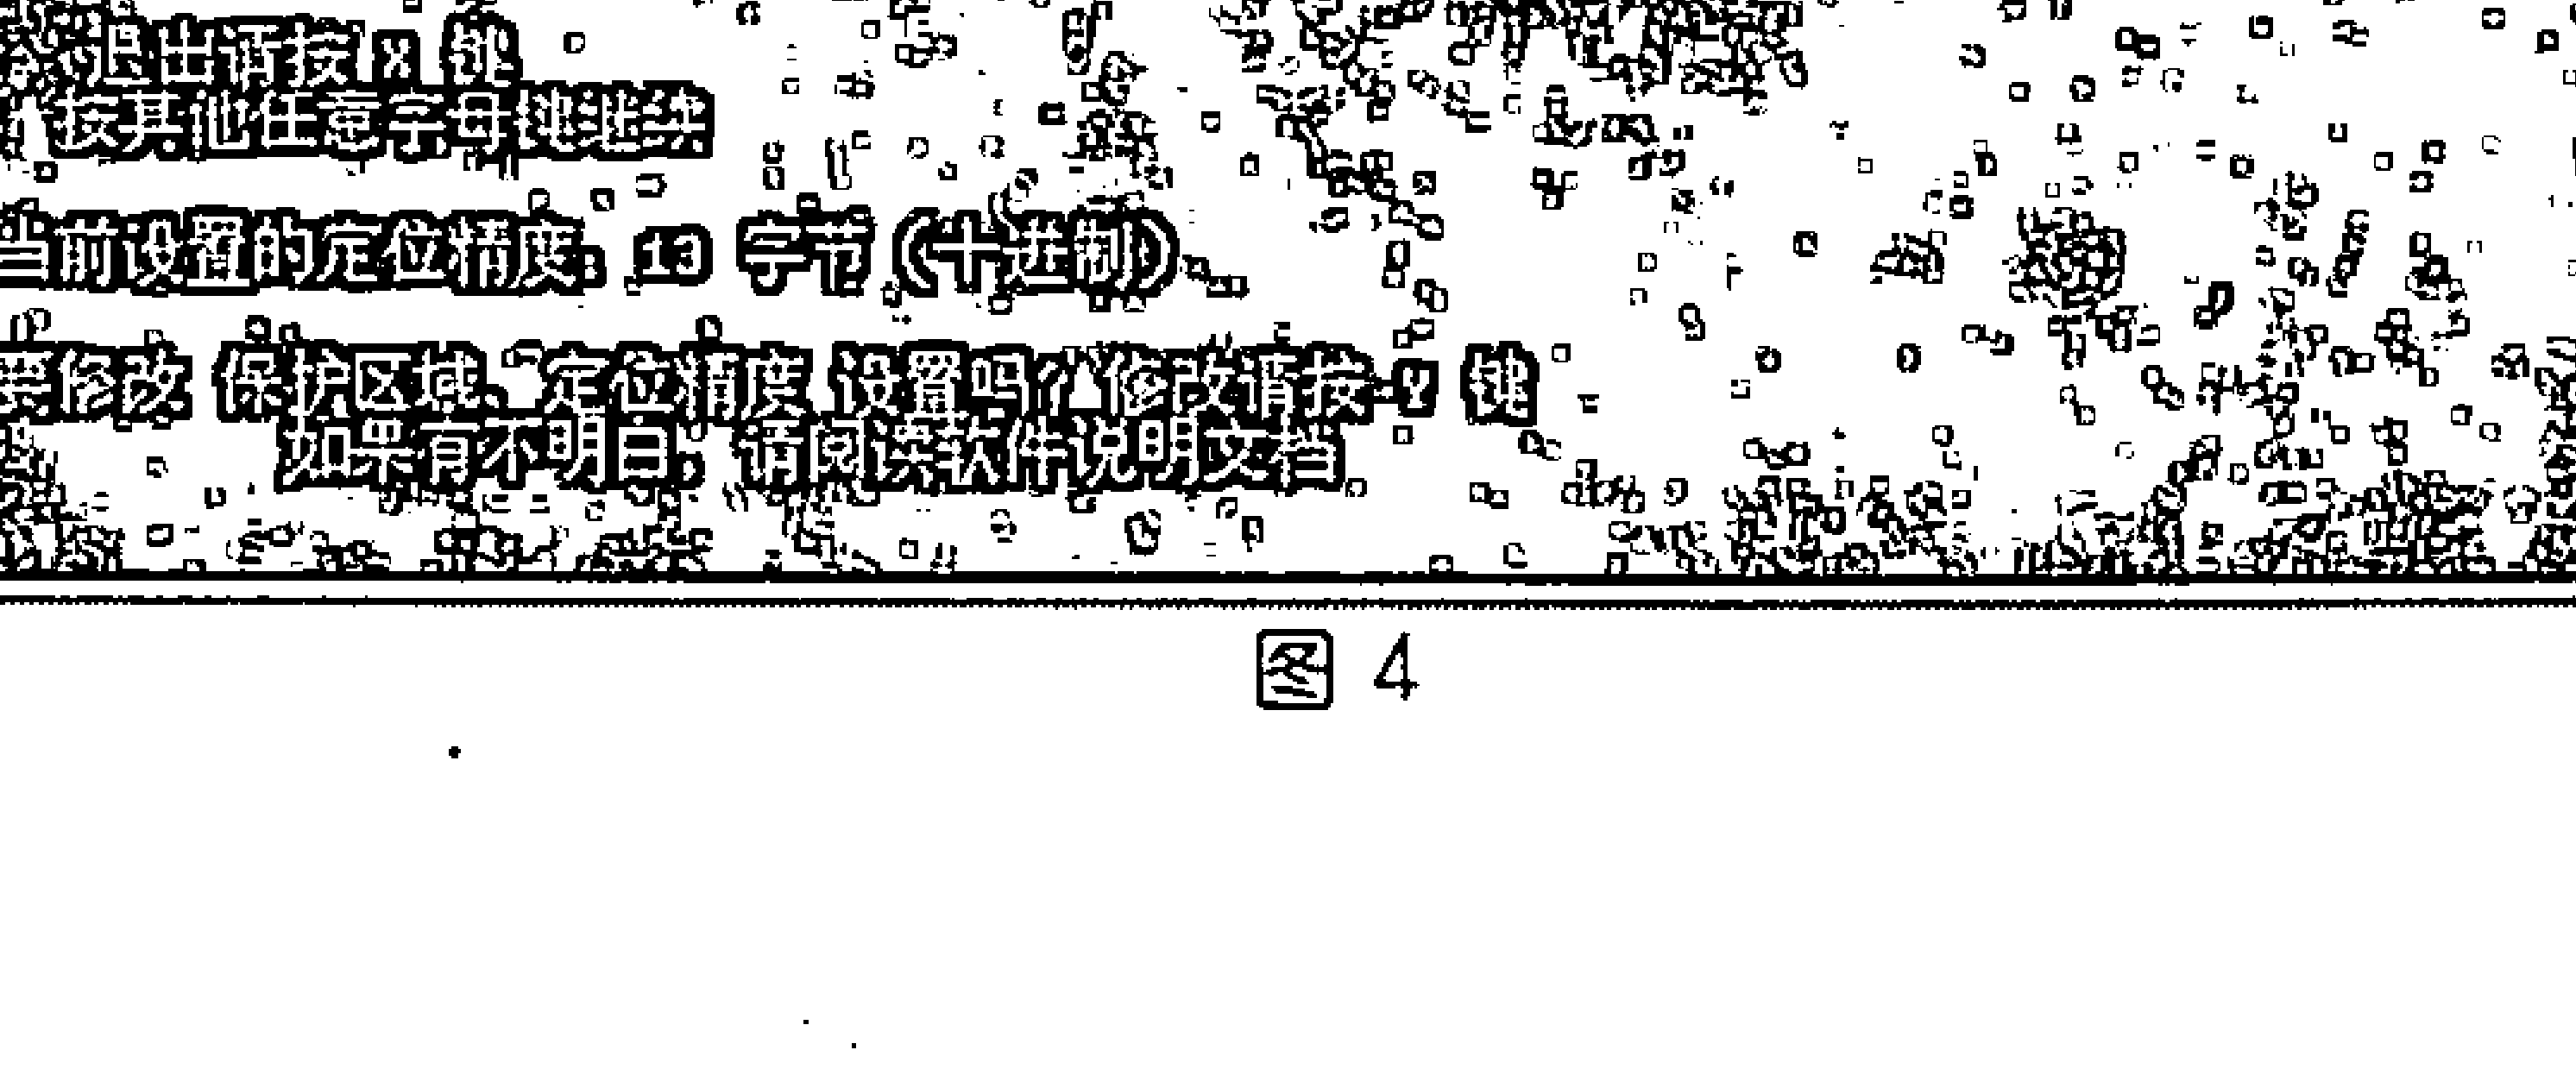 退出请按 X 键
按其他任意字母键继续
当前设置的定位精度: 13 字节 (十进制)
要修改 保护区域、定位精度 设置吗?修改请按 Y 键
如果有不明白,请阅读软件说明文档
图 4